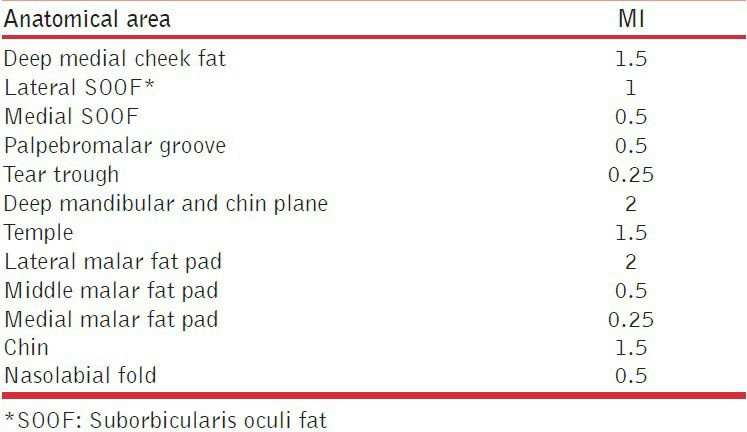 Anatomical area MI
Deep medial cheek fat 1.5
Lateral SOOF* 1
Medial SOOF 0.5
Palpebromalar groove 0.5
Tear trough 0.25
Deep mandibular and chin plane 2
Temple 1.5
Lateral malar fat pad 2
Middle malar fat pad 0.5
Medial malar fat pad 0.25
Chin 1.5
Nasolabial fold 0.5
*SOOF: Suborbicularis oculi fat